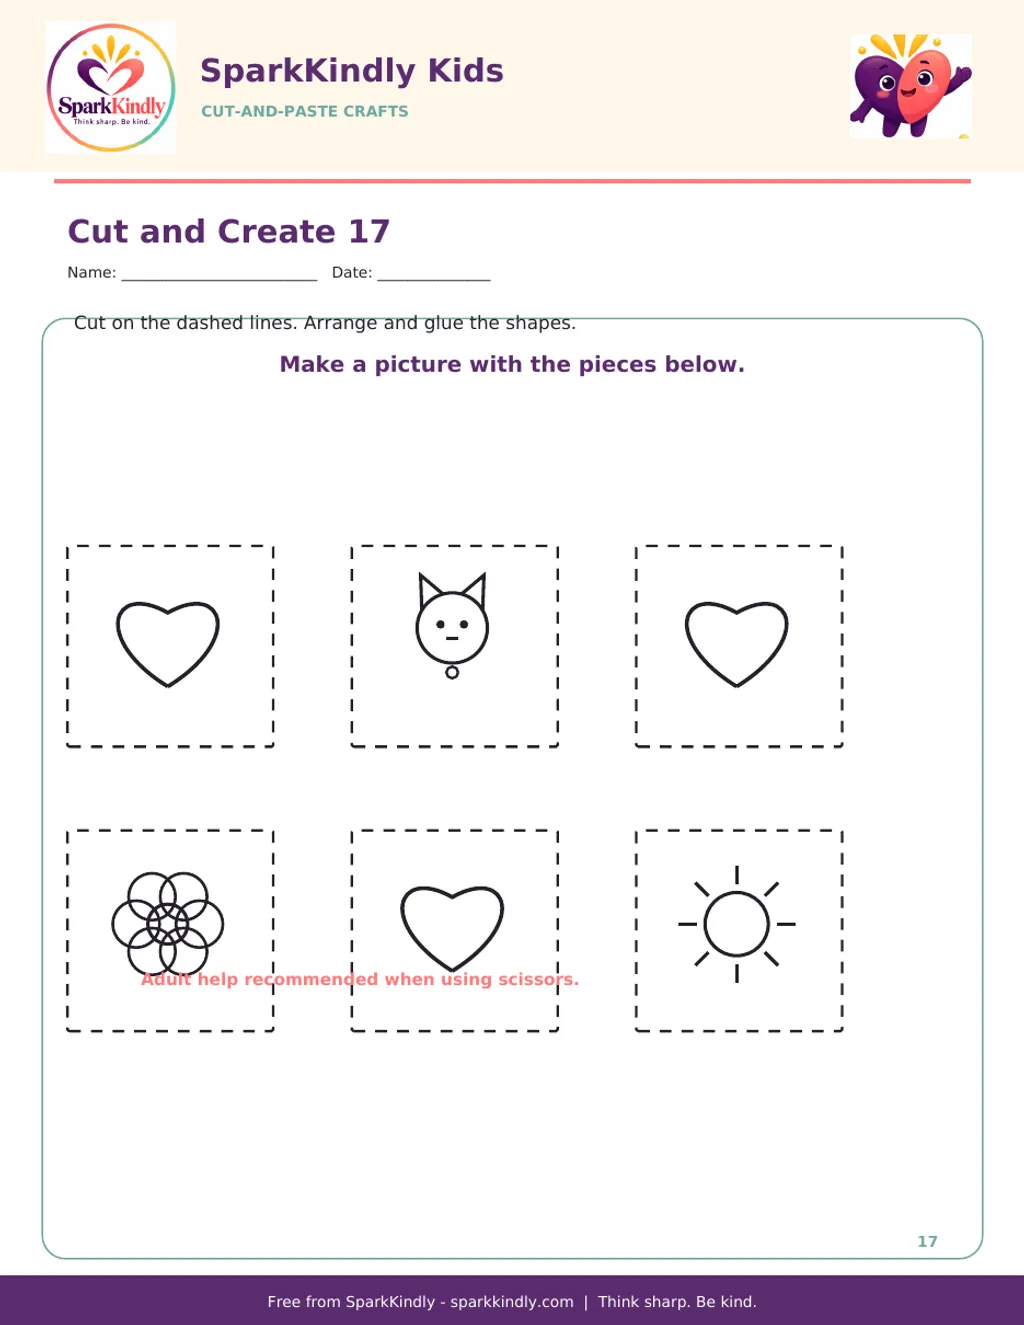 SparkKindly
Think sharp. Be kind.
SparkKindly Kids
CUT-AND-PASTE CRAFTS
Cut and Create 17
Name: ________________________ Date: ______________
Cut on the dashed lines. Arrange and glue the shapes.
Make a picture with the pieces below.
Adult help recommended when using scissors.
17
Free from SparkKindly - sparkkindly.com | Think sharp. Be kind.